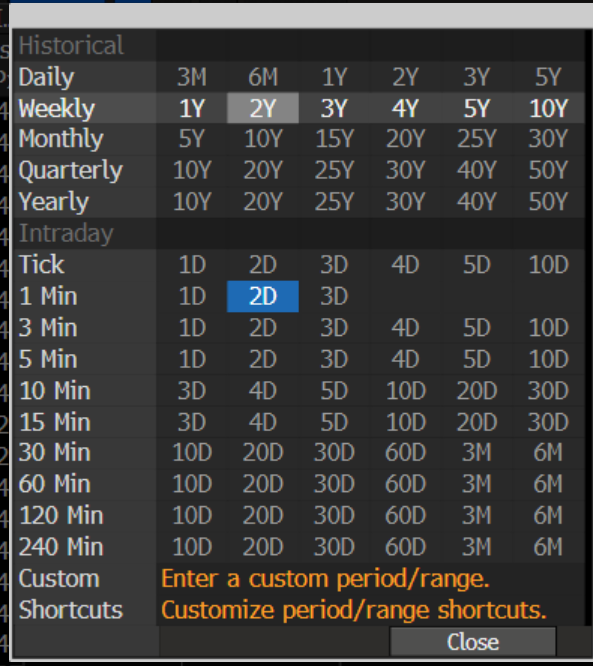 Historical
Daily 3M 6M 1Y 2Y 3Y 5Y
Weekly 1Y 2Y 3Y 4Y 5Y 10Y
Monthly 5Y 10Y 15Y 20Y 25Y 30Y
Quarterly 10Y 20Y 25Y 30Y 40Y 50Y
Yearly 10Y 20Y 25Y 30Y 40Y 50Y
Intraday
Tick 1D 2D 3D 4D 5D 10D
1 Min 1D 2D 3D
3 Min 1D 2D 3D 4D 5D 10D
5 Min 1D 2D 3D 4D 5D 10D
10 Min 3D 4D 5D 10D 20D 30D
15 Min 3D 4D 5D 10D 20D 30D
30 Min 10D 20D 30D 60D 3M 6M
60 Min 10D 20D 30D 60D 3M 6M
120 Min 10D 20D 30D 60D 3M 6M
240 Min 10D 20D 30D 60D 3M 6M
Custom Enter a custom period/range.
Shortcuts Customize period/range shortcuts.
Close